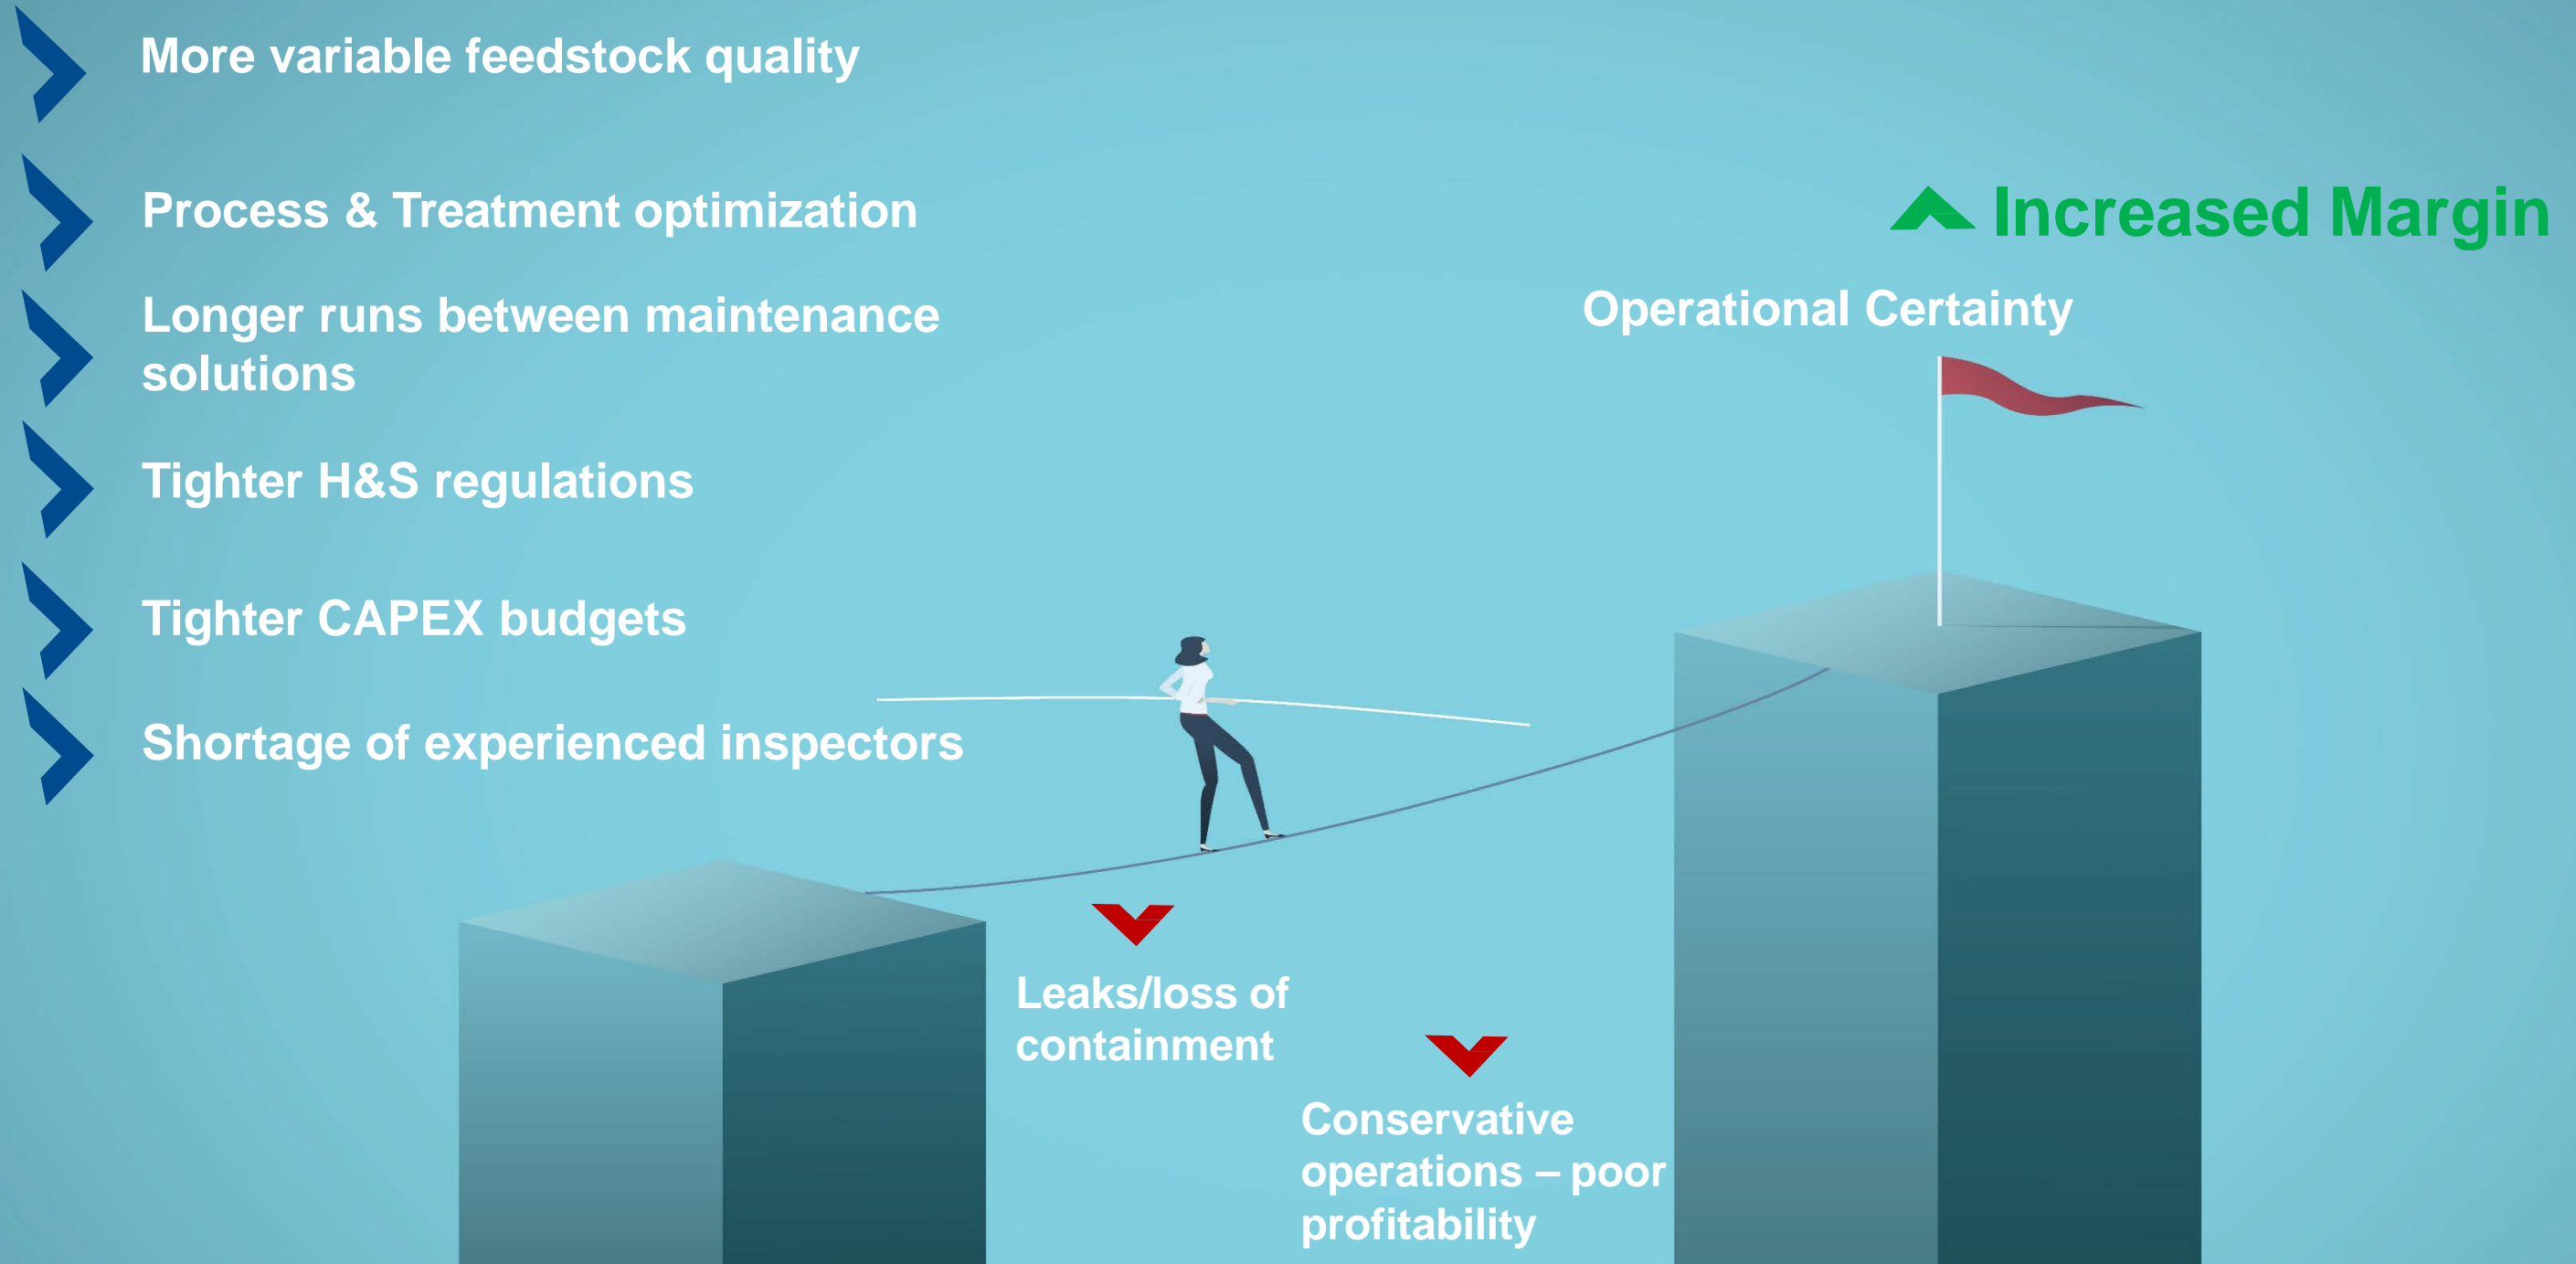 More variable feedstock quality
Process & Treatment optimization
Longer runs between maintenance
solutions
Tighter H&S regulations
Tighter CAPEX budgets
Shortage of experienced inspectors
Increased Margin
Operational Certainty
Leaks/loss of
containment
Conservative
operations – poor
profitability